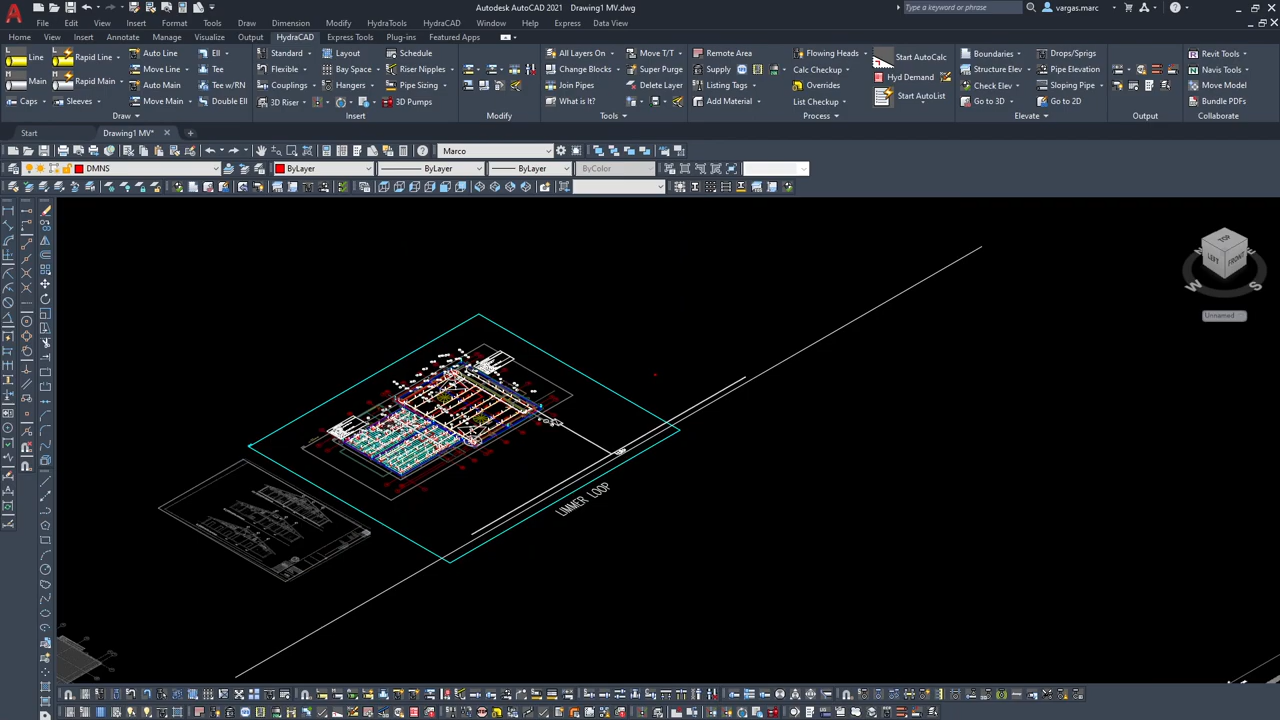 Autodesk AutoCAD 2021 Drawing1 MV.dwg
Type a keyword or phrase
vargas.marc
File Edit View Insert Format Tools Draw Dimension Modify HydraTools HydraCAD Window Help Express Data View
Home Insert Annotate Manage Visualize View Output HydraCAD Express Tools Plug-ins Featured Apps
Line Rapid Line Auto Line Ell Standard Layout Schedule All Layers On Move T/T Remote Area Flowing Heads Start AutoCalc Boundaries Drops/Sprigs Revit Tools
Move Line Tee Flexible Bay Space Riser Nipples Change Blocks Super Purge Supply Calc Checkup Hyd Demand Structure Elev Pipe Elevation Navis Tools
Main Rapid Main Auto Main Tee w/RN Couplings Hangers Pipe Sizing Join Pipes Delete Layer Listing Tags Overrides Start AutoList Check Elev Sloping Pipe Move Model
Caps Sleeves Move Main Double Ell 3D Riser 3D Pumps What is It? Add Material List Checkup Go to 3D Go to 2D Bundle PDFs
Draw Insert Modify Tools Process Elevate Output Collaborate
Start Drawing1 MV*
Marco
DMNS ByLayer ByLayer ByLayer ByColor
TOP
LEFT FRONT
W S
N E
Unnamed
LIMMER LOOP